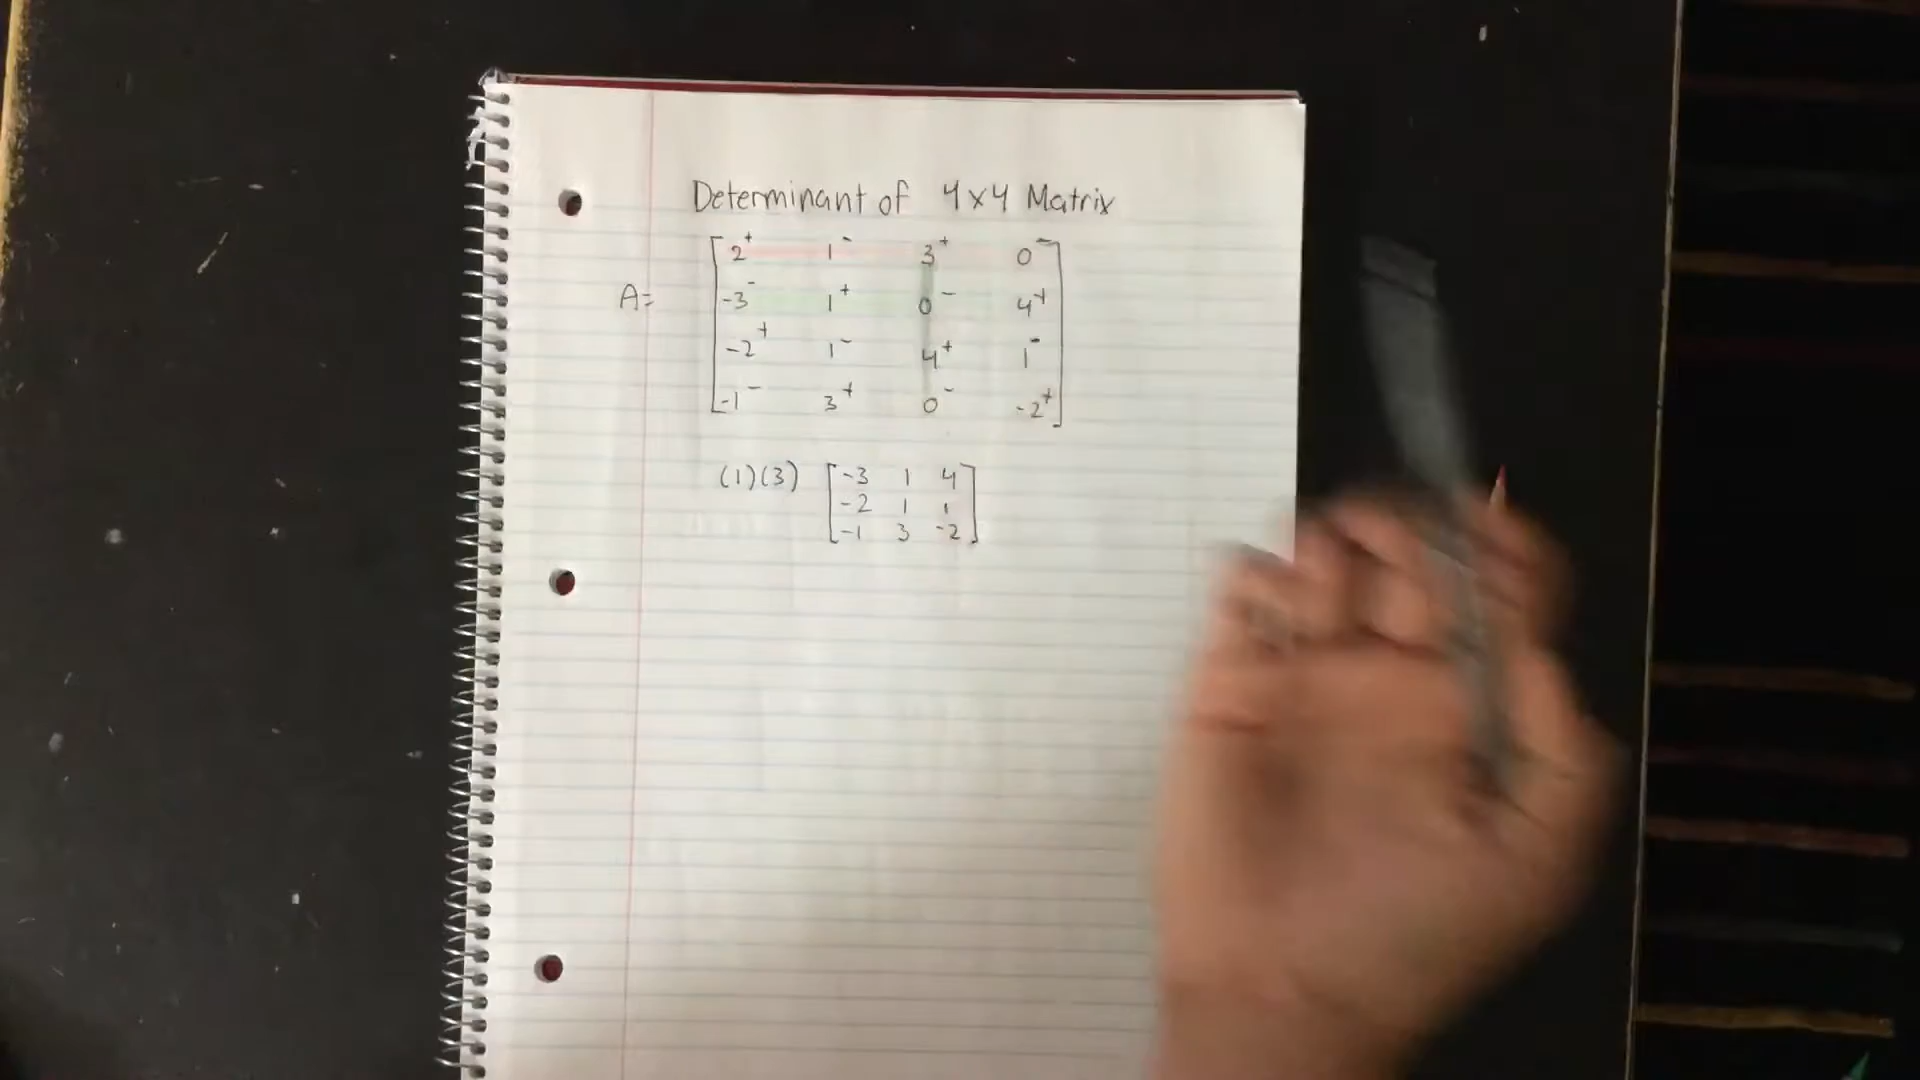 Determinant of 4x4 Matrix
2⁺ 1⁻ 3⁺ 0⁻
A= -3⁻ 1⁺ 0⁻ 4⁺
-2⁺ 1⁻ 4⁺ 1⁻
-1⁻ 3⁺ 0⁻ -2⁺
(1)(3) [-3 1 4]
-2 1 1
-1 3 -2